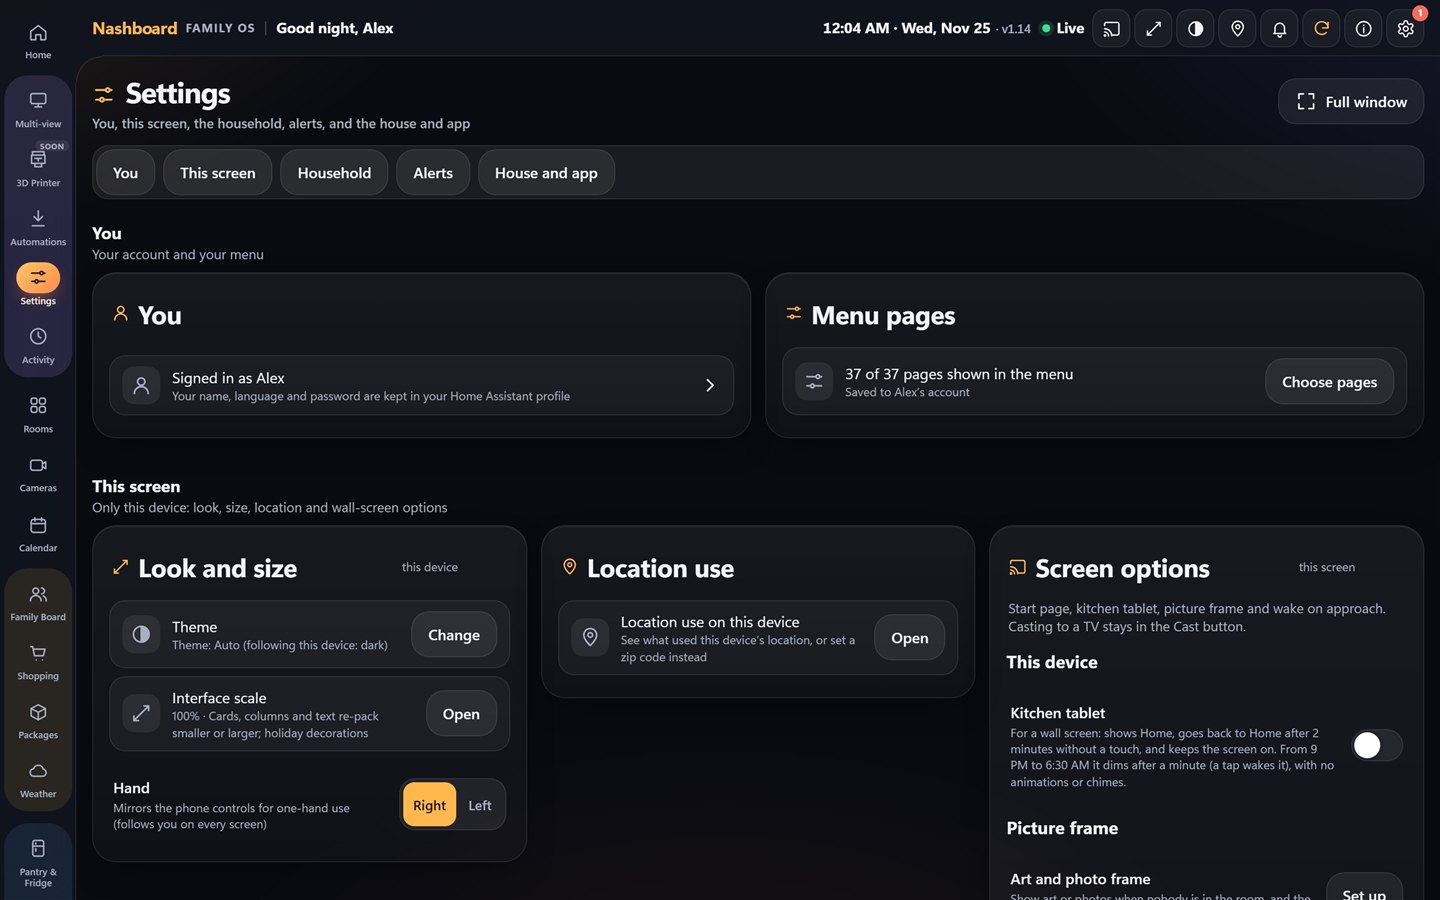 Nashboard FAMILY OS Good night, Alex
12:04 AM · Wed, Nov 25 · v1.14 Live
1
Home
Multi-view
SOON
3D Printer
Automations
Settings
Activity
Rooms
Cameras
Calendar
Family Board
Shopping
Packages
Weather
Pantry &
Fridge
Settings
You, this screen, the household, alerts, and the house and app
Full window
You
This screen
Household
Alerts
House and app
You
Your account and your menu
You
Signed in as Alex
Your name, language and password are kept in your Home Assistant profile
Menu pages
37 of 37 pages shown in the menu
Saved to Alex's account
Choose pages
This screen
Only this device: look, size, location and wall-screen options
Look and size
this device
Theme
Theme: Auto (following this device: dark)
Change
Interface scale
100% · Cards, columns and text re-pack
smaller or larger; holiday decorations
Open
Hand
Mirrors the phone controls for one-hand use
(follows you on every screen)
Right
Left
Location use
Location use on this device
See what used this device's location, or set a
zip code instead
Open
Screen options
this screen
Start page, kitchen tablet, picture frame and wake on approach.
Casting to a TV stays in the Cast button.
This device
Kitchen tablet
For a wall screen: shows Home, goes back to Home after 2
minutes without a touch, and keeps the screen on. From 9
PM to 6:30 AM it dims after a minute (a tap wakes it), with no
animations or chimes.
Picture frame
Art and photo frame
Show art or photos when nobody is in the room, and the
Set up